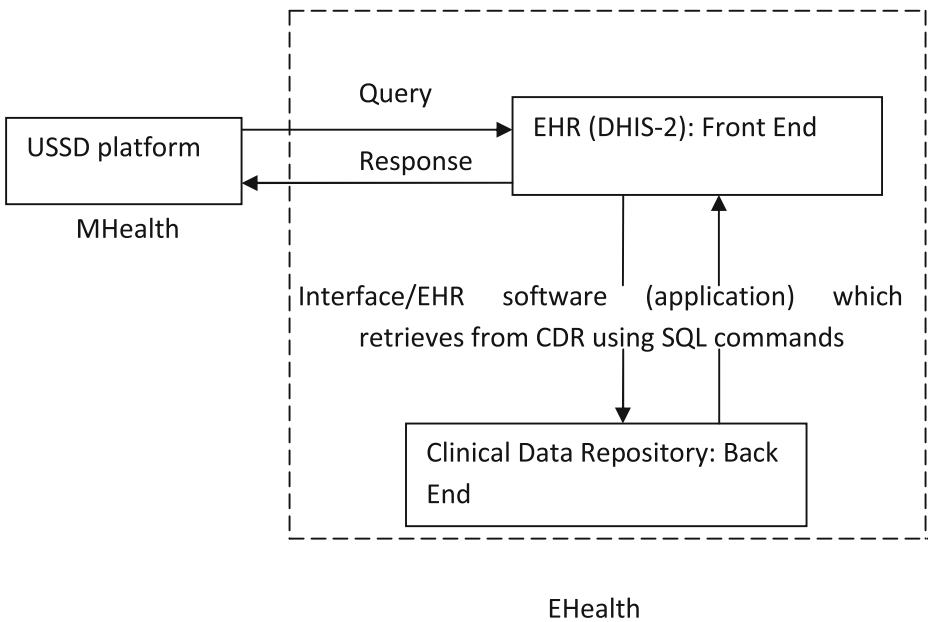 Query
EHR (DHIS-2): Front End
USSD platform
Response
MHealth
Interface/EHR software (application) which
retrieves from CDR using SQL commands
Clinical Data Repository: Back
End
EHealth